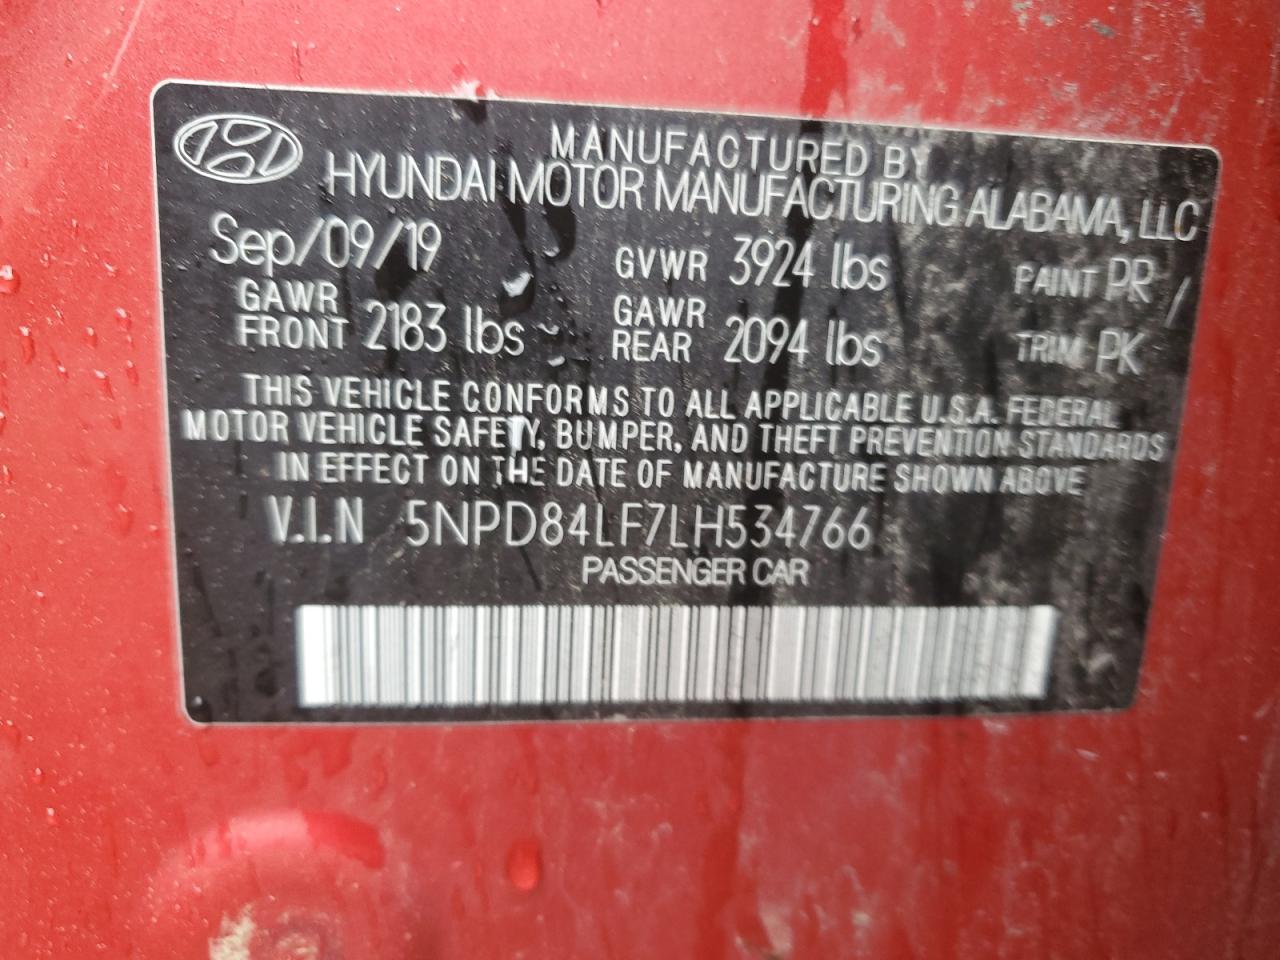 MANUFACTURED BY
HYUNDAI MOTOR MANUFACTURING ALABAMA, LLC
Sep/09/19 GVWR 3924 lbs PAINT PR /
GAWR FRONT 2183 lbs GAWR REAR 2094 lbs TRIM PK
THIS VEHICLE CONFORMS TO ALL APPLICABLE U.S.A. FEDERAL
MOTOR VEHICLE SAFETY, BUMPER, AND THEFT PREVENTION STANDARDS
IN EFFECT ON THE DATE OF MANUFACTURE SHOWN ABOVE
V.I.N 5NPD84LF7LH534766
PASSENGER CAR